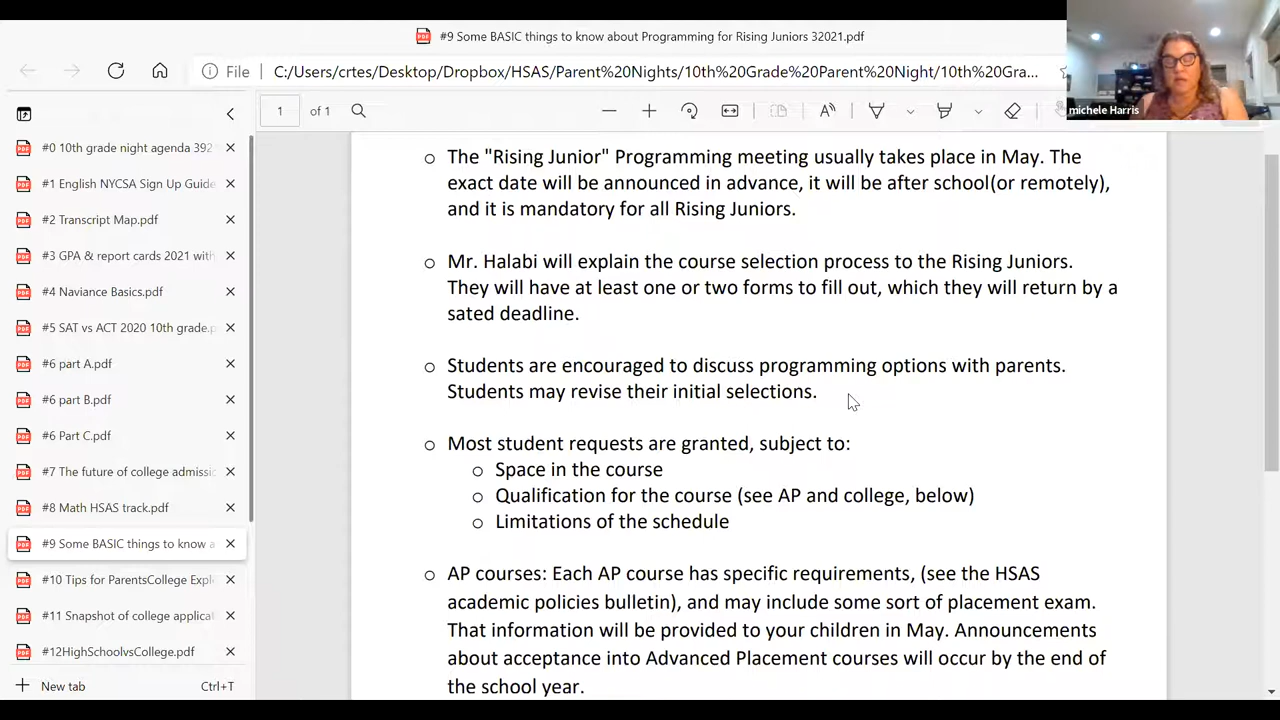 #9 Some BASIC things to know about Programming for Rising Juniors 32021.pdf
File
C:/Users/crtes/Desktop/Dropbox/HSAS/Parent%20Nights/10th%20Grade%20Parent%20Night/10th%20Gra...
1 of 1
michele Harris
#0 10th grade night agenda 392
#1 English NYCSA Sign Up Guide
#2 Transcript Map.pdf
#3 GPA & report cards 2021 with
#4 Naviance Basics.pdf
#5 SAT vs ACT 2020 10th grade.p
#6 part A.pdf
#6 part B.pdf
#6 Part C.pdf
#7 The future of college admissi
#8 Math HSAS track.pdf
#9 Some BASIC things to know a
#10 Tips for ParentsCollege Expl
#11 Snapshot of college applicat
#12HighSchoolvsCollege.pdf
New tab Ctrl+T
The "Rising Junior" Programming meeting usually takes place in May. The
exact date will be announced in advance, it will be after school(or remotely),
and it is mandatory for all Rising Juniors.
Mr. Halabi will explain the course selection process to the Rising Juniors.
They will have at least one or two forms to fill out, which they will return by a
sated deadline.
Students are encouraged to discuss programming options with parents.
Students may revise their initial selections.
Most student requests are granted, subject to:
Space in the course
Qualification for the course (see AP and college, below)
Limitations of the schedule
AP courses: Each AP course has specific requirements, (see the HSAS
academic policies bulletin), and may include some sort of placement exam.
That information will be provided to your children in May. Announcements
about acceptance into Advanced Placement courses will occur by the end of
the school year.